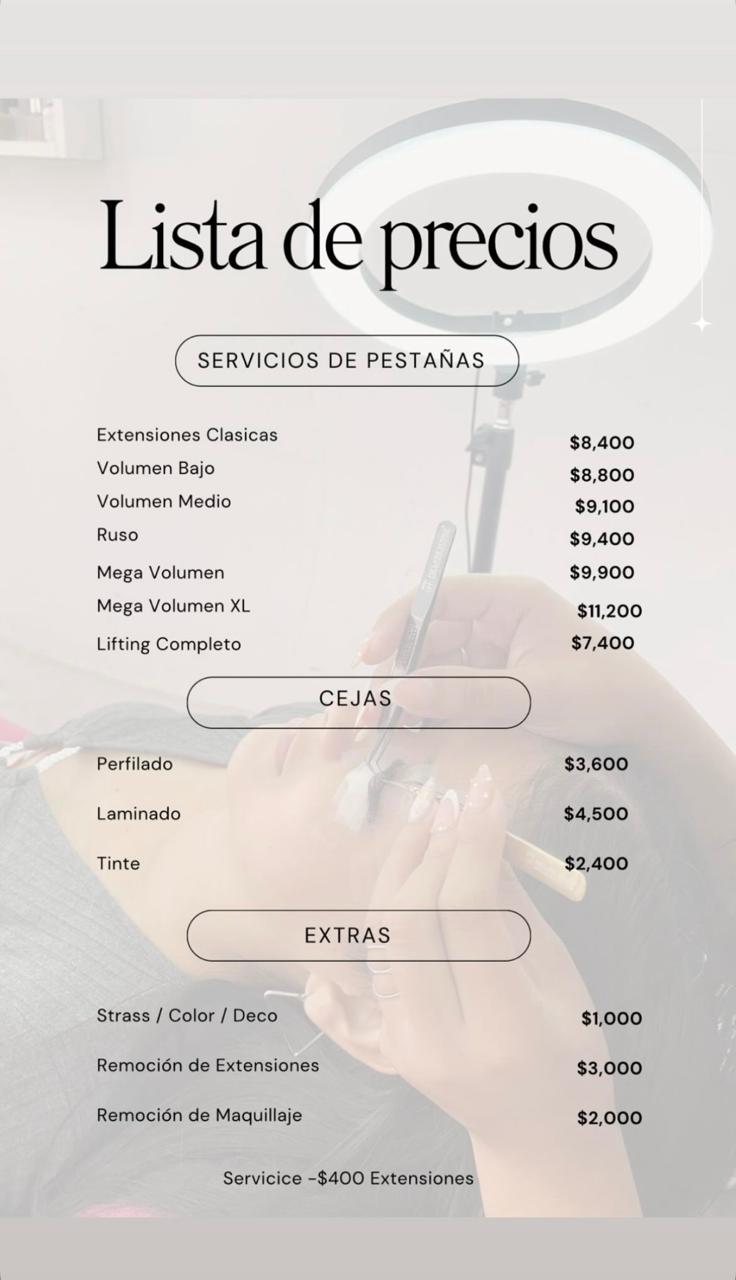 Lista de precios
SERVICIOS DE PESTAÑAS
Extensiones Clasicas $8,400
Volumen Bajo $8,800
Volumen Medio $9,100
Ruso $9,400
Mega Volumen $9,900
Mega Volumen XL $11,200
Lifting Completo $7,400
CEJAS
Perfilado $3,600
Laminado $4,500
Tinte $2,400
EXTRAS
Strass / Color / Deco $1,000
Remoción de Extensiones $3,000
Remoción de Maquillaje $2,000
Servicice -$400 Extensiones